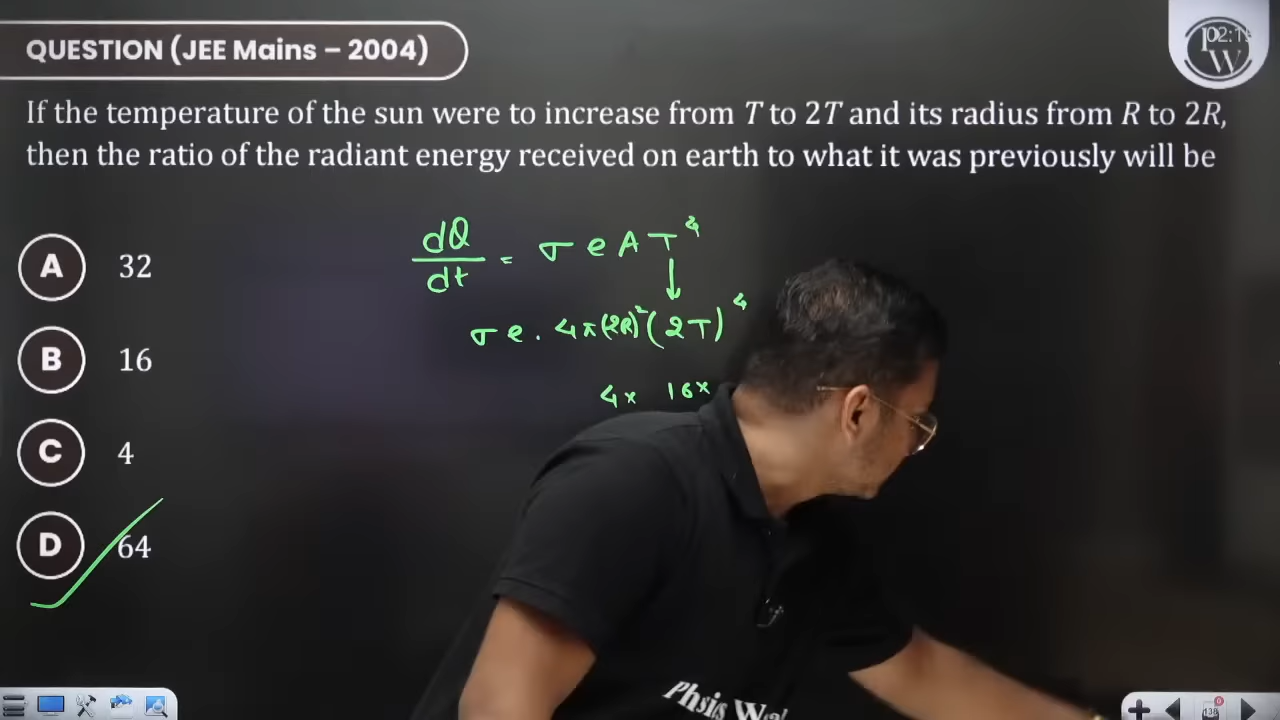 QUESTION (JEE Mains – 2004)
If the temperature of the sun were to increase from T to 2T and its radius from R to 2R,
then the ratio of the radiant energy received on earth to what it was previously will be
A 32
B 16
C 4
D 64
dQ/dt = σ e A T⁴
σ e . 4π(2R)²(2T)⁴
4 × 16 ×
PW
138